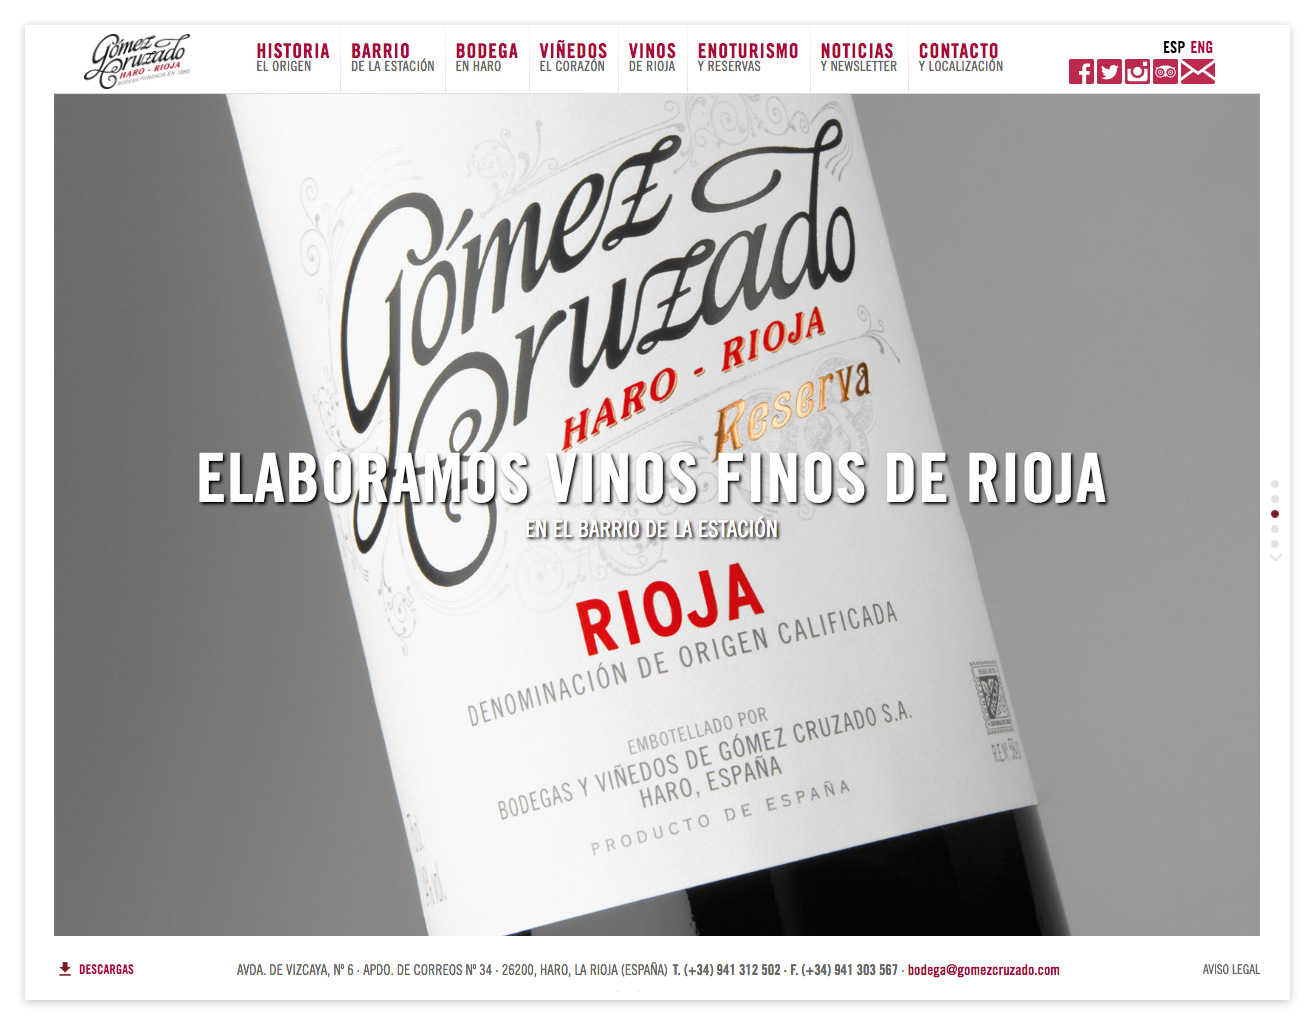 Gómez
Cruzado
HARO - RIOJA
BODEGA FUNDADA EN 1886
HISTORIA
EL ORIGEN
BARRIO
DE LA ESTACIÓN
BODEGA
EN HARO
VIÑEDOS
EL CORAZÓN
VINOS
DE RIOJA
ENOTURISMO
Y RESERVAS
NOTICIAS
Y NEWSLETTER
CONTACTO
Y LOCALIZACIÓN
ESP ENG
Gómez
Cruzado
HARO - RIOJA
Reserva
ELABORAMOS VINOS FINOS DE RIOJA
EN EL BARRIO DE LA ESTACIÓN
RIOJA
DENOMINACIÓN DE ORIGEN CALIFICADA
EMBOTELLADO POR
BODEGAS Y VIÑEDOS DE GÓMEZ CRUZADO S.A.
HARO, ESPAÑA
PRODUCTO DE ESPAÑA
DESCARGAS
AVDA. DE VIZCAYA, Nº 6 · APDO. DE CORREOS Nº 34 · 26200, HARO, LA RIOJA (ESPAÑA) T. (+34) 941 312 502 · F. (+34) 941 303 567 · bodega@gomezcruzado.com
AVISO LEGAL